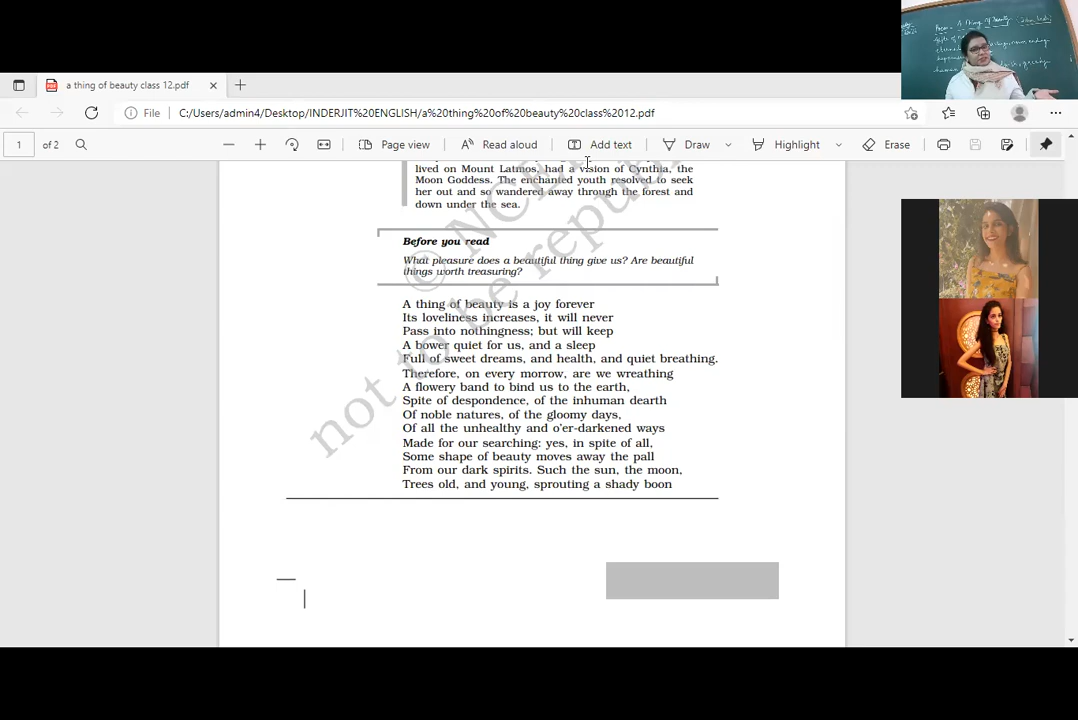 a thing of beauty class 12.pdf
File
C:/Users/admin4/Desktop/INDERJIT%20ENGLISH/a%20thing%20of%20beauty%20class%2012.pdf
1 of 2
Page view
Read aloud
Add text
Draw
Highlight
Erase
lived on Mount Latmos, had a vision of Cynthia, the
Moon Goddess. The enchanted youth resolved to seek
her out and so wandered away through the forest and
down under the sea.
Before you read
What pleasure does a beautiful thing give us? Are beautiful
things worth treasuring?
A thing of beauty is a joy forever
Its loveliness increases, it will never
Pass into nothingness; but will keep
A bower quiet for us, and a sleep
Full of sweet dreams, and health, and quiet breathing.
Therefore, on every morrow, are we wreathing
A flowery band to bind us to the earth,
Spite of despondence, of the inhuman dearth
Of noble natures, of the gloomy days,
Of all the unhealthy and o'er-darkened ways
Made for our searching: yes, in spite of all,
Some shape of beauty moves away the pall
From our dark spirits. Such the sun, the moon,
Trees old, and young, sprouting a shady boon
© NCE
not to be republ
Poem - A Thing of Beauty